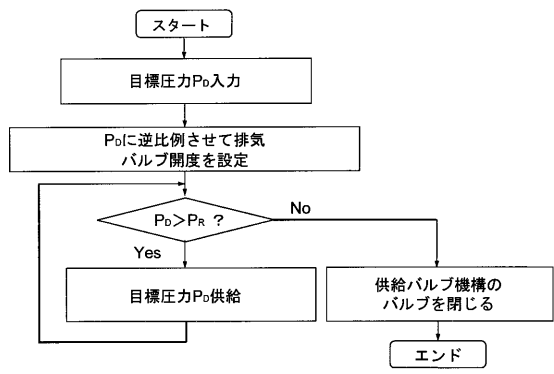 スタート
目標圧力PD入力
PDに逆比例させて排気
バルブ開度を設定
PD＞PR ？
No
Yes
目標圧力PD供給
供給バルブ機構の
バルブを閉じる
エンド